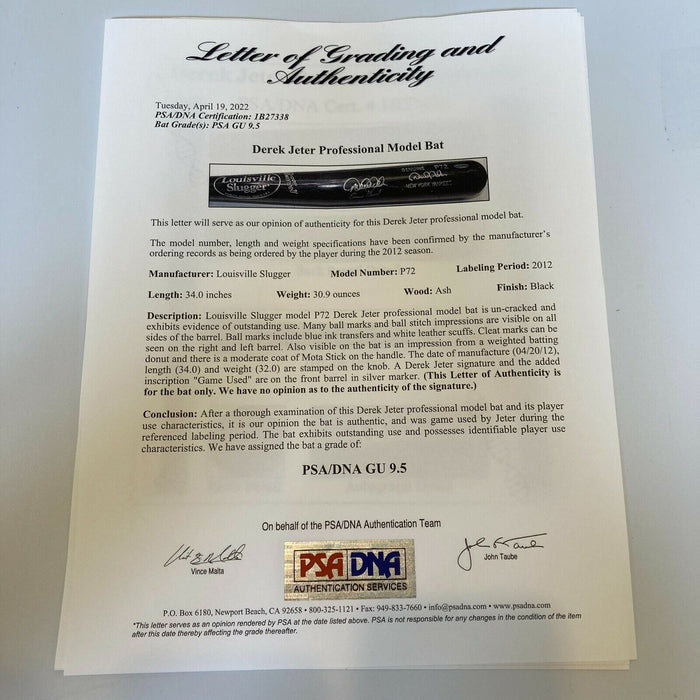 Letter of Grading and
Authenticity
Tuesday, April 19, 2022
PSA/DNA Certification: 1B27338
Bat Grade(s): PSA GU 9.5
Derek Jeter Professional Model Bat
Louisville
Slugger
GENUINE P72
NEW YORK YANKEES
This letter will serve as our opinion of authenticity for this Derek Jeter professional model bat.
The model number, length and weight specifications have been confirmed by the manufacturer's
ordering records as being ordered by the player during the 2012 season.
Manufacturer: Louisville Slugger Model Number: P72 Labeling Period: 2012
Length: 34.0 inches Weight: 30.9 ounces Wood: Ash Finish: Black
Description: Louisville Slugger model P72 Derek Jeter professional model bat is un-cracked and
exhibits evidence of outstanding use. Many ball marks and ball stitch impressions are visible on all
sides of the barrel. Ball marks include blue ink transfers and white leather scuffs. Cleat marks can be
seen on the right and left barrel. Also visible on the bat is an impression from a weighted batting
donut and there is a moderate coat of Mota Stick on the handle. The date of manufacture (04/20/12),
length (34.0) and weight (32.0) are stamped on the knob. A Derek Jeter signature and the added
inscription "Game Used" are on the front barrel in silver marker. (This Letter of Authenticity is
for the bat only. We have no opinion as to the authenticity of the signature.)
Conclusion: After a thorough examination of this Derek Jeter professional model bat and its player
use characteristics, it is our opinion the bat is authentic, and was game used by Jeter during the
referenced labeling period. The bat exhibits outstanding use and possesses identifiable player use
characteristics. We have assigned the bat a grade of:
PSA/DNA GU 9.5
On behalf of the PSA/DNA Authentication Team
Vince Malta
John Taube
PSA DNA
AUTHENTICATION SERVICES
P.O. Box 6180, Newport Beach, CA 92658 • 800-325-1121 • Fax: 949-833-7660 • info@psadna.com • www.psadna.com
*This letter serves as an opinion rendered by PSA at the date listed above. PSA is not responsible for any changes in the condition of the item
after this date thereby affecting the grade thereafter.